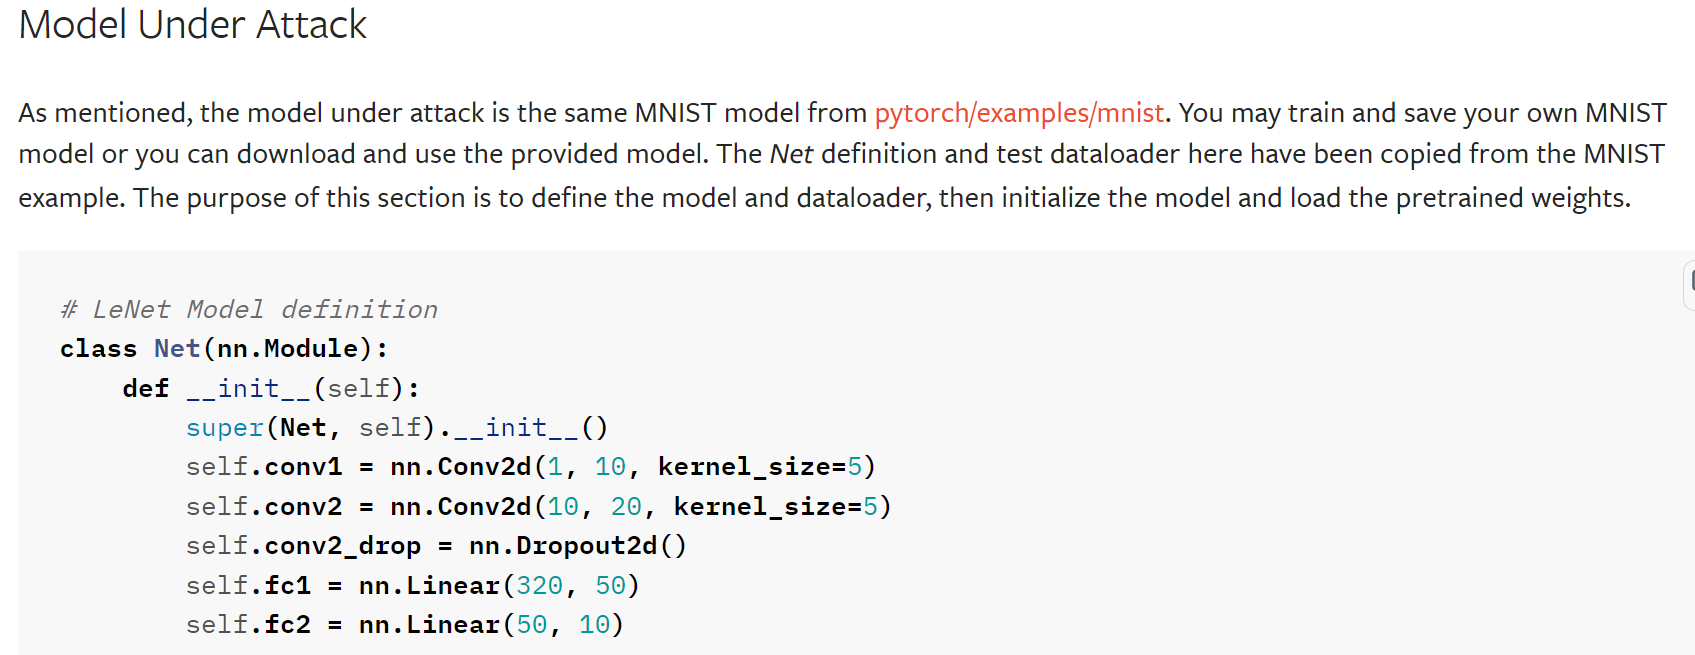 Model Under Attack
As mentioned, the model under attack is the same MNIST model from pytorch/examples/mnist. You may train and save your own MNIST
model or you can download and use the provided model. The Net definition and test dataloader here have been copied from the MNIST
example. The purpose of this section is to define the model and dataloader, then initialize the model and load the pretrained weights.
# LeNet Model definition
class Net(nn.Module):
    def __init__(self):
        super(Net, self).__init__()
        self.conv1 = nn.Conv2d(1, 10, kernel_size=5)
        self.conv2 = nn.Conv2d(10, 20, kernel_size=5)
        self.conv2_drop = nn.Dropout2d()
        self.fc1 = nn.Linear(320, 50)
        self.fc2 = nn.Linear(50, 10)